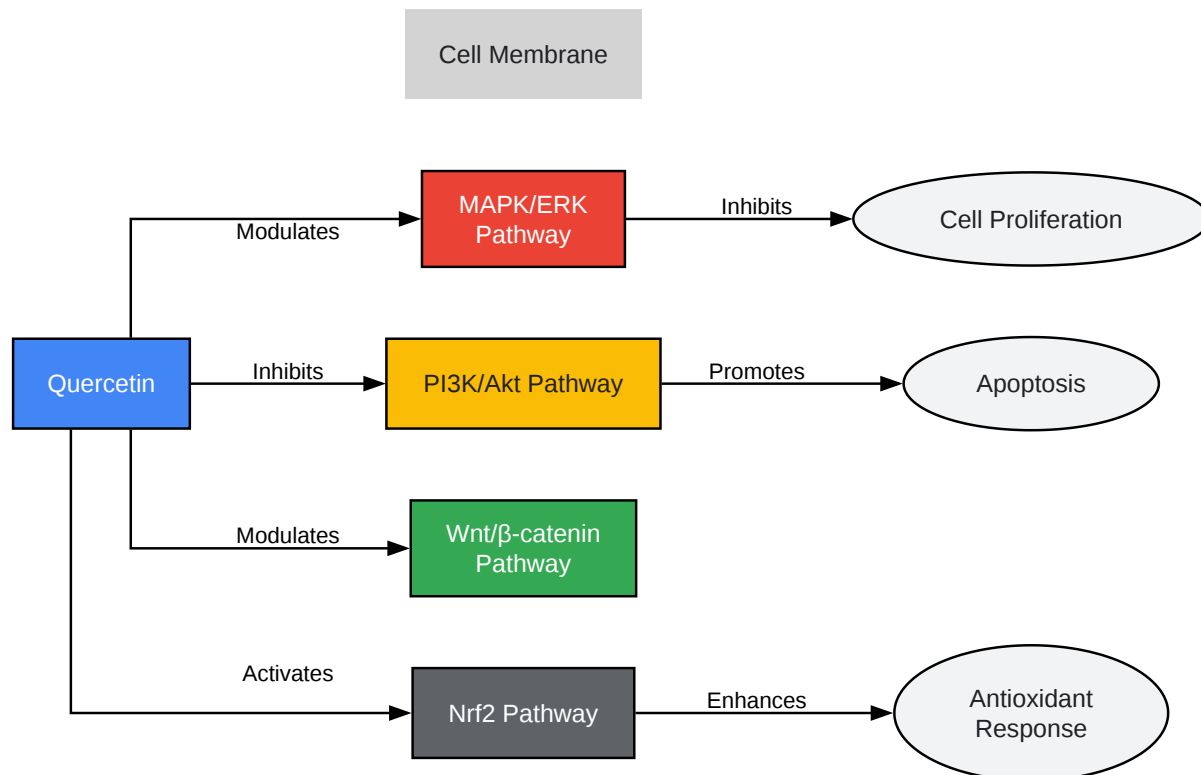 Cell Membrane
MAPK/ERK
Pathway
Inhibits
Cell Proliferation
Modulates
Quercetin
Inhibits
PI3K/Akt Pathway
Promotes
Apoptosis
Modulates
Wnt/β-catenin
Pathway
Activates
Nrf2 Pathway
Enhances
Antioxidant
Response